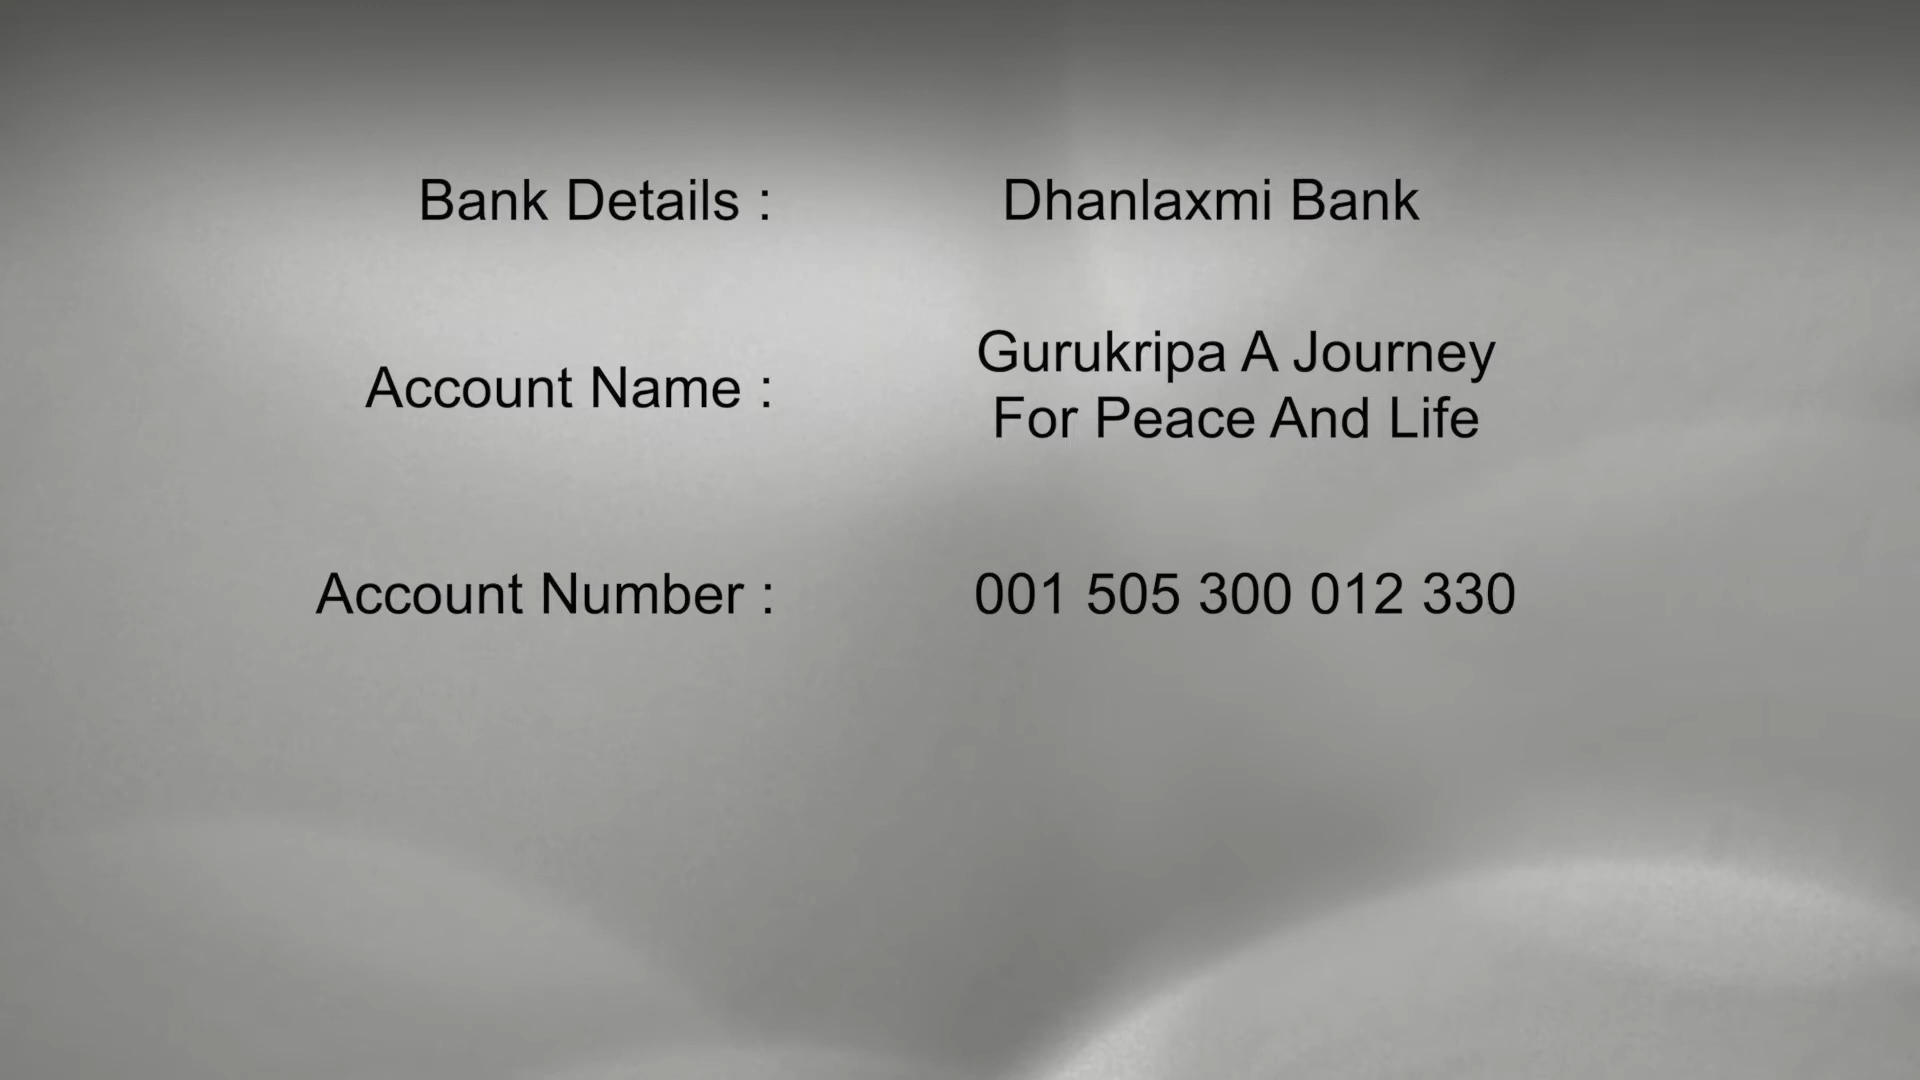 Bank Details : Dhanlaxmi Bank
Account Name : Gurukripa A Journey
For Peace And Life
Account Number : 001 505 300 012 330